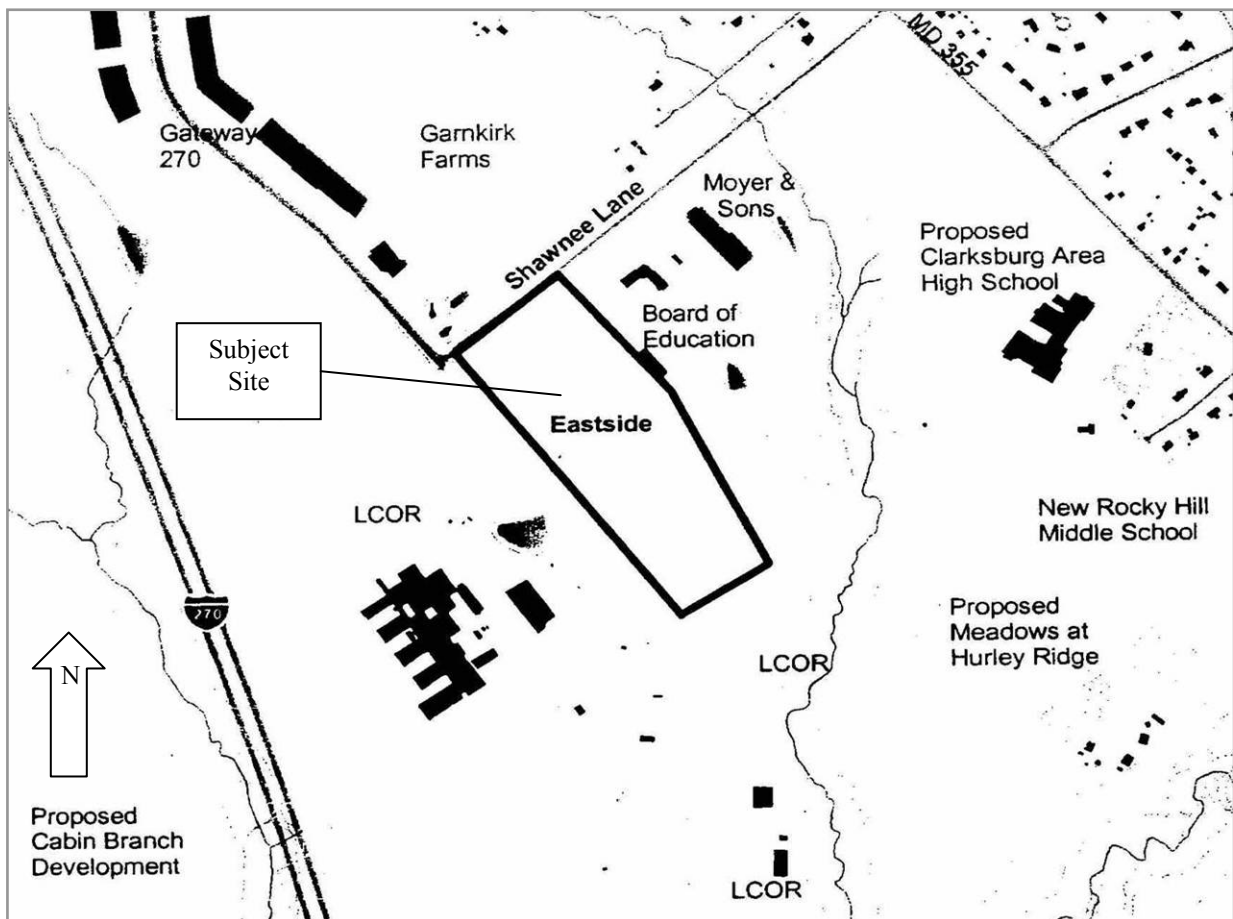 MD 355
Gateway
270
Garnkirk
Farms
Shawnee Lane
Moyer &
Sons
Proposed
Clarksburg Area
High School
Board of
Education
Subject
Site
Eastside
LCOR
New Rocky Hill
Middle School
270
Proposed
Meadows at
Hurley Ridge
N
LCOR
Proposed
Cabin Branch
Development
LCOR